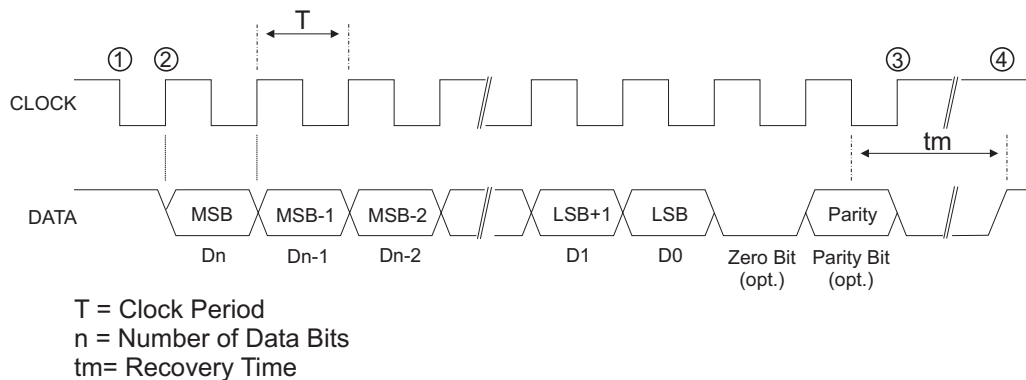 T
① ② ③ ④
CLOCK
tm
DATA MSB MSB-1 MSB-2 LSB+1 LSB Parity
Dn Dn-1 Dn-2 D1 D0 Zero Bit (opt.) Parity Bit (opt.)
T = Clock Period
n = Number of Data Bits
tm= Recovery Time